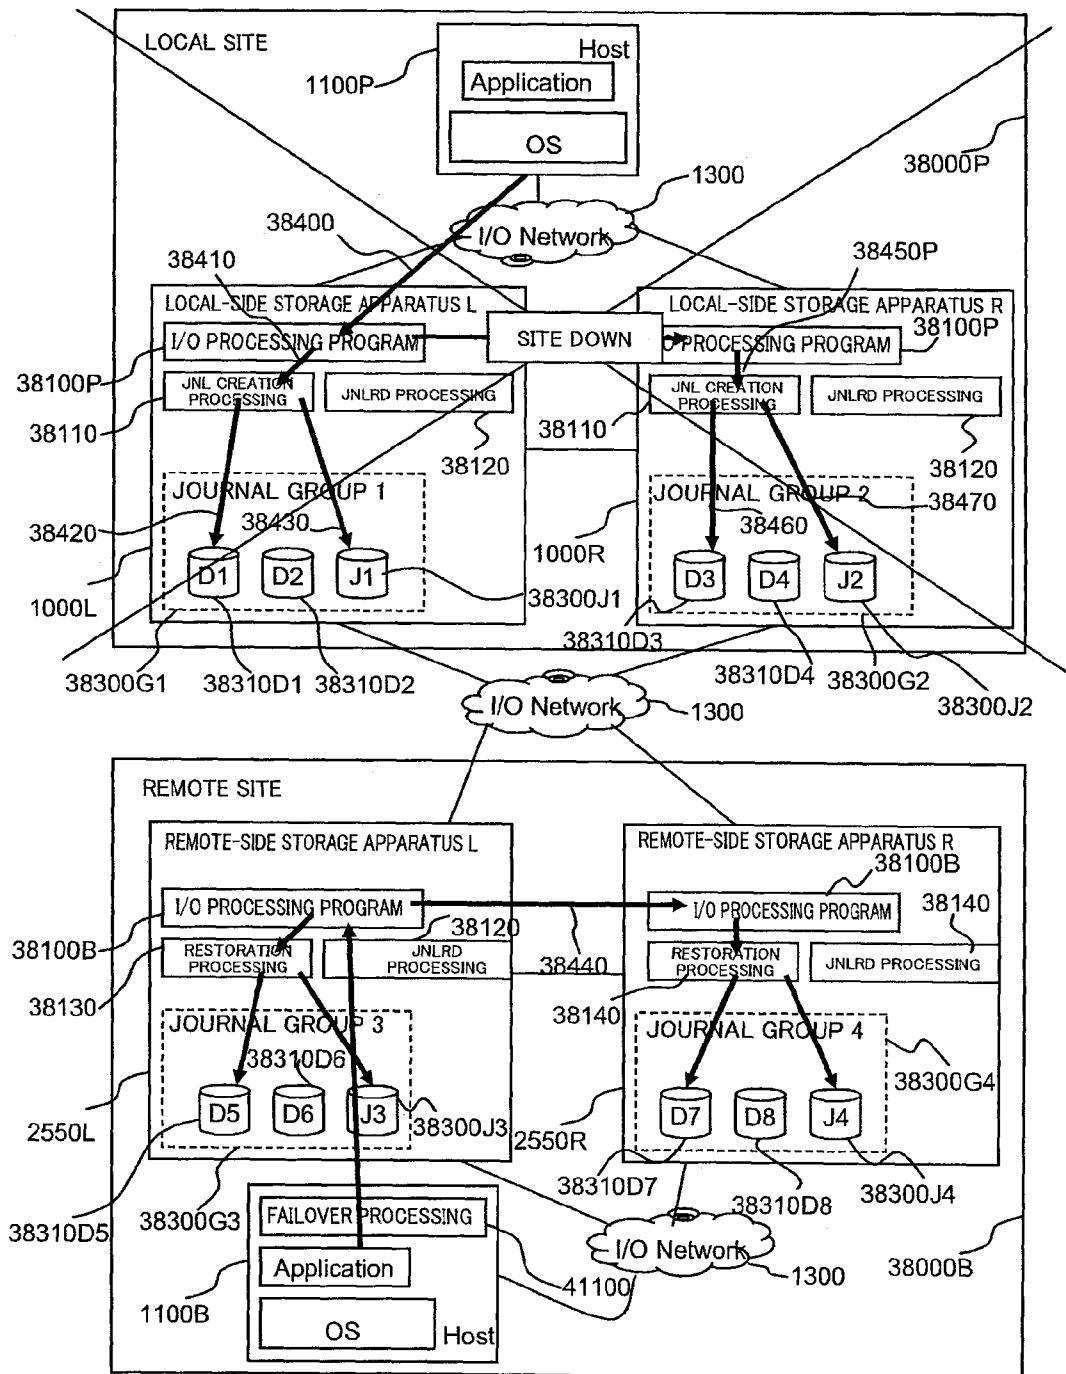 LOCAL SITE
Host
1100P
Application
OS
38000P
1300
38400
I/O Network
38410
38450P
LOCAL-SIDE STORAGE APPARATUS L
LOCAL-SIDE STORAGE APPARATUS R
I/O PROCESSING PROGRAM
SITE DOWN
O PROCESSING PROGRAM
38100P
38100P
JNL CREATION
PROCESSING
JNLRD PROCESSING
JNL CREATION
PROCESSING
JNLRD PROCESSING
38110
38110
38120
38120
JOURNAL GROUP 1
JOURNAL GROUP 2
38470
38420
38430
38460
1000R
D1
D2
J1
D3
D4
J2
1000L
38300J1
38310D3
38300G1
38310D1
38310D2
38310D4
38300G2
38300J2
I/O Network
1300
REMOTE SITE
REMOTE-SIDE STORAGE APPARATUS L
REMOTE-SIDE STORAGE APPARATUS R
38100B
I/O PROCESSING PROGRAM
I/O PROCESSING PROGRAM
38120
38140
38100B
RESTORATION
PROCESSING
JNLRD
PROCESSING
38440
RESTORATION
PROCESSING
JNLRD PROCESSING
38130
38140
JOURNAL GROUP 3
JOURNAL GROUP 4
38310D6
38300G4
D5
D6
J3
D7
D8
J4
2550L
38300J3
2550R
38310D7
38310D8
38300J4
38310D5
38300G3
FAILOVER PROCESSING
I/O Network
1300
38000B
Application
41100
1100B
OS
Host